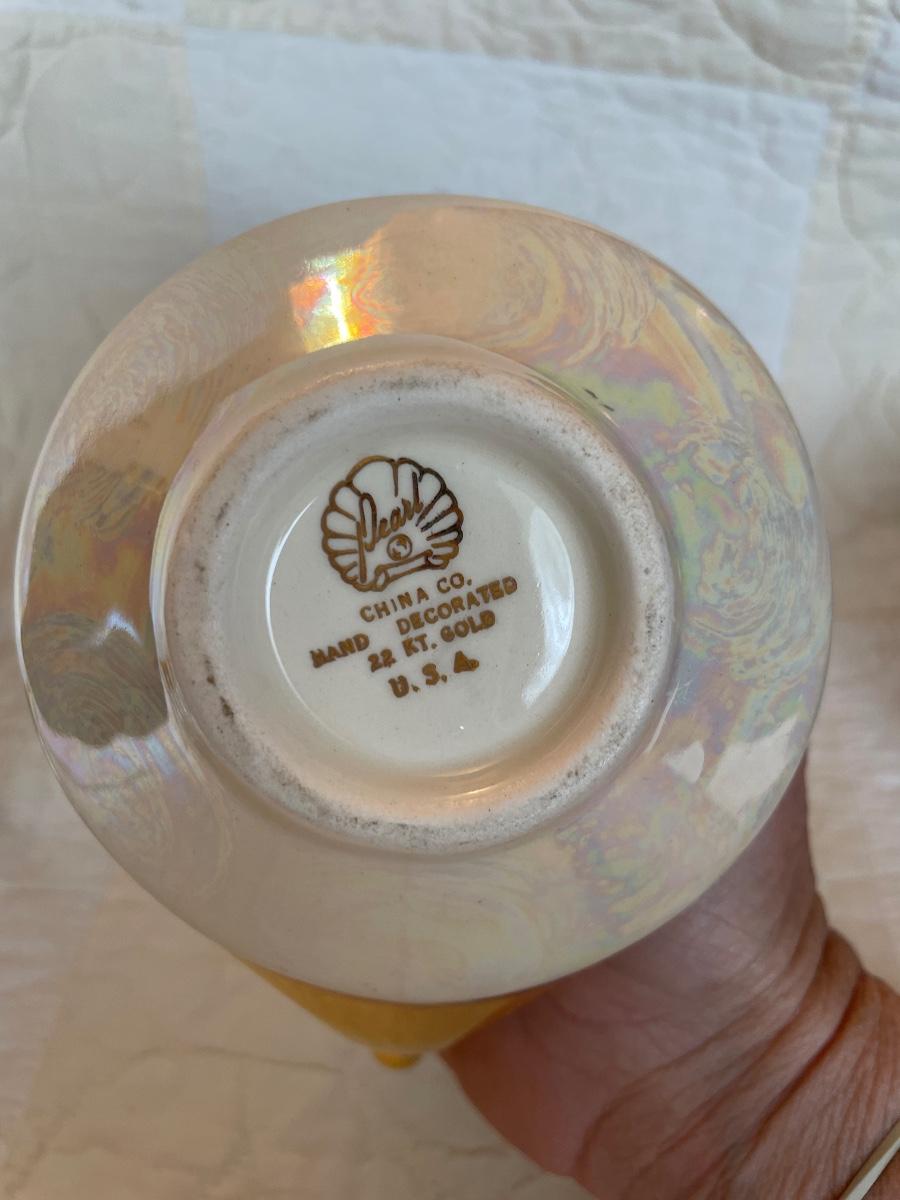 Pearl
CHINA CO.
HAND DECORATED
22 KT. GOLD
U.S.A.